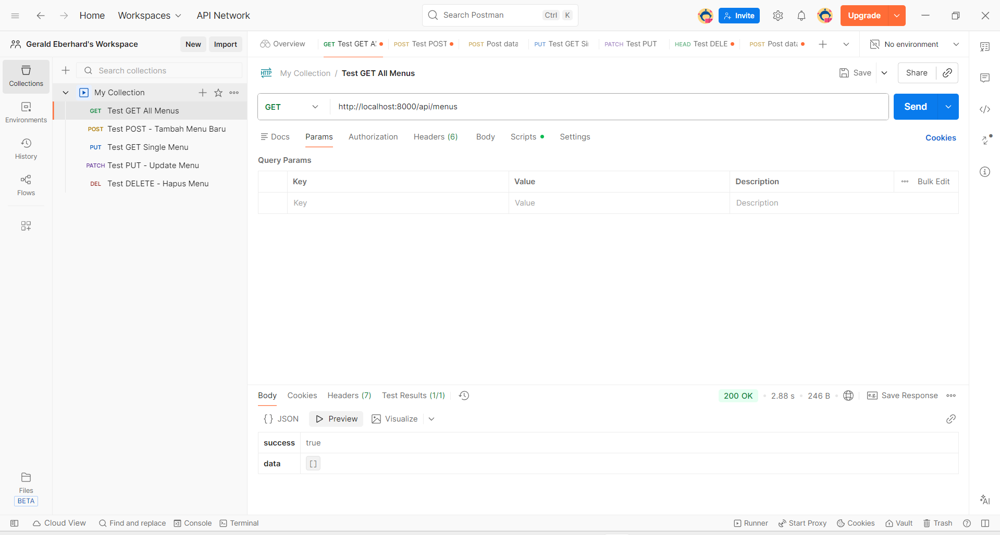 Home Workspaces API Network Search Postman Ctrl K Invite Upgrade
Gerald Eberhard's Workspace New Import
Overview GET Test GET Al POST Test POST POST Post data PUT Test GET Si PATCH Test PUT HEAD Test DELE POST Post data No environment
Collections
Environments
History
Flows
Files
BETA
Search collections
My Collection
GET Test GET All Menus
POST Test POST - Tambah Menu Baru
PUT Test GET Single Menu
PATCH Test PUT - Update Menu
DEL Test DELETE - Hapus Menu
HTTP My Collection / Test GET All Menus Save Share
GET http://localhost:8000/api/menus Send
Docs Params Authorization Headers (6) Body Scripts Settings Cookies
Query Params
Key Value Description Bulk Edit
Key Value Description
Body Cookies Headers (7) Test Results (1/1) 200 OK 2.88 s 246 B e.g. Save Response
{} JSON Preview Visualize
success true
data []
AI
Cloud View Find and replace Console Terminal Runner Start Proxy Cookies Vault Trash